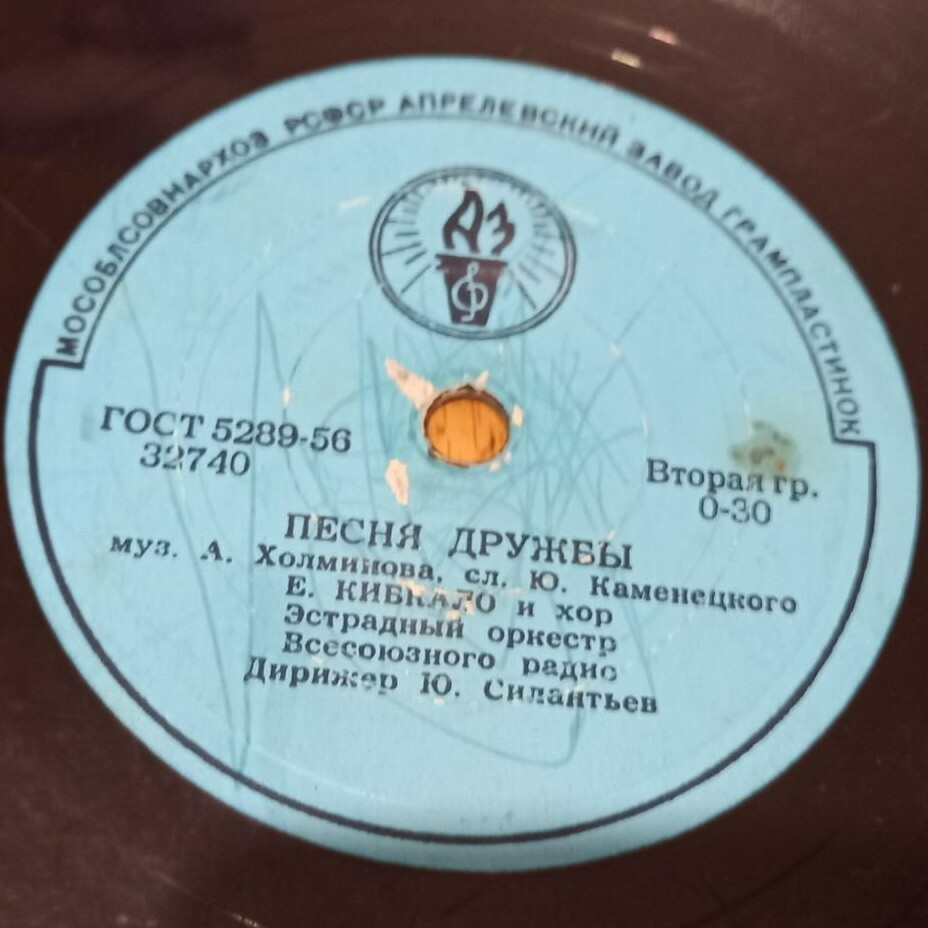 МОСОБЛСОВНАРХОЗ РСФСР АПРЕЛЕВСКИЙ ЗАВОД ГРАМПЛАСТИНОК
АЗ
ГОСТ 5289-56
32740
Вторая гр.
0-30
ПЕСНЯ ДРУЖБЫ
муз. А. Холминова, сл. Ю. Каменецкого
Е. КИБКАЛО и хор
Эстрадный оркестр
Всесоюзного радио
Дирижер Ю. Силантьев